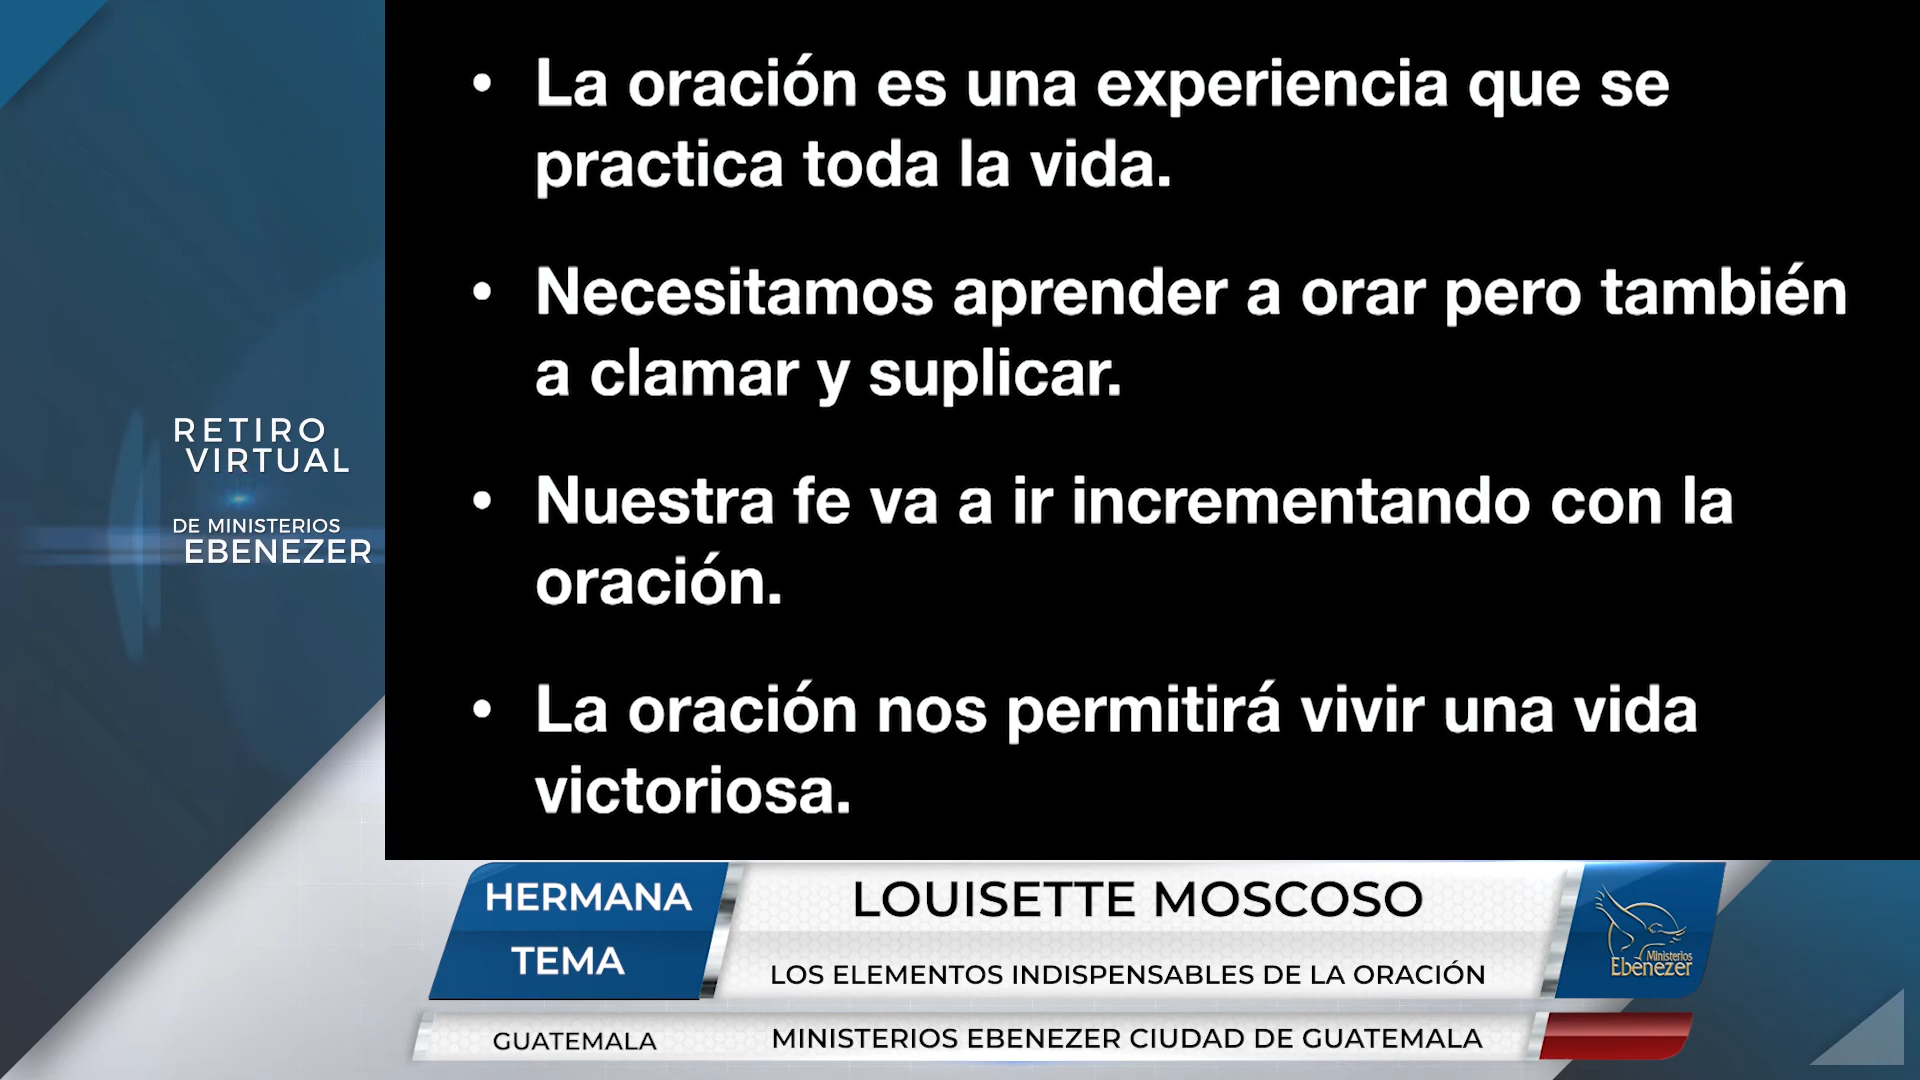 • La oración es una experiencia que se
practica toda la vida.
• Necesitamos aprender a orar pero también
a clamar y suplicar.
• Nuestra fe va a ir incrementando con la
oración.
• La oración nos permitirá vivir una vida
victoriosa.
RETIRO
VIRTUAL
DE MINISTERIOS
EBENEZER
HERMANA
LOUISETTE MOSCOSO
TEMA
LOS ELEMENTOS INDISPENSABLES DE LA ORACIÓN
Ministerios
Ebenezer
GUATEMALA
MINISTERIOS EBENEZER CIUDAD DE GUATEMALA